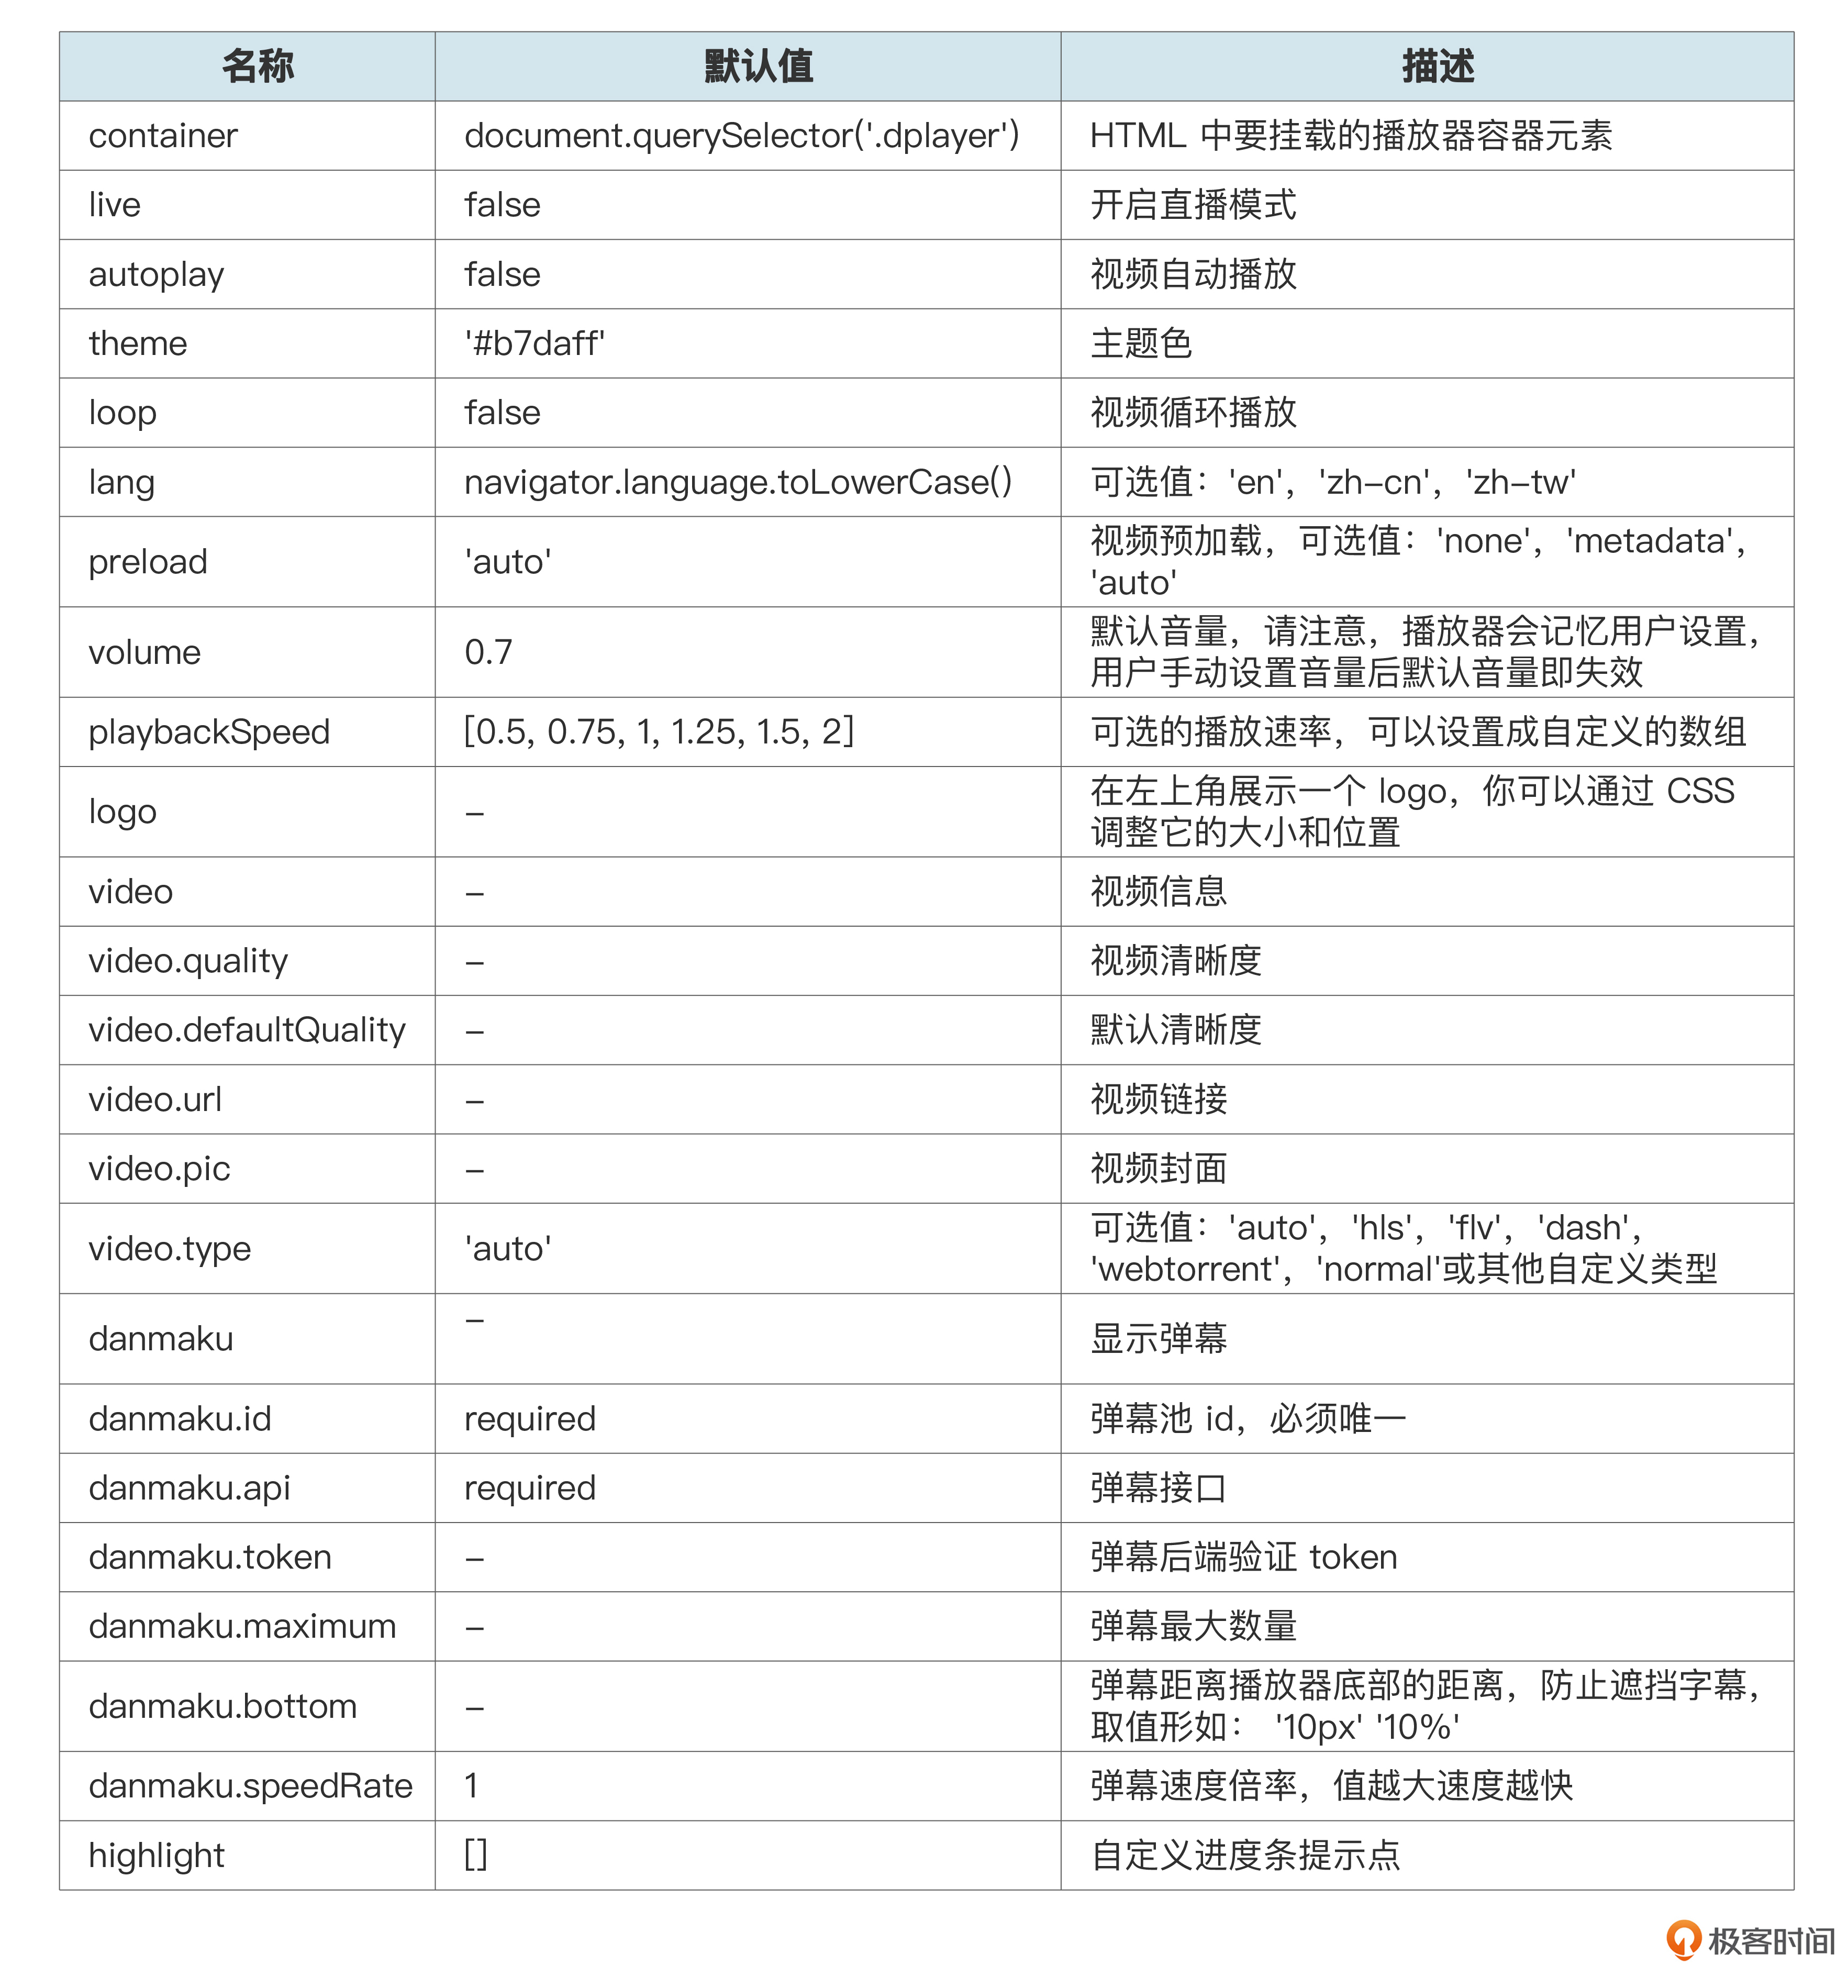 名称 默认值 描述
container document.querySelector('.dplayer') HTML 中要挂载的播放器容器元素
live false 开启直播模式
autoplay false 视频自动播放
theme '#b7daff' 主题色
loop false 视频循环播放
lang navigator.language.toLowerCase() 可选值：'en'，'zh-cn'，'zh-tw'
preload 'auto' 视频预加载，可选值：'none'，'metadata'，
'auto'
volume 0.7 默认音量，请注意，播放器会记忆用户设置，
用户手动设置音量后默认音量即失效
playbackSpeed [0.5, 0.75, 1, 1.25, 1.5, 2] 可选的播放速率，可以设置成自定义的数组
logo - 在左上角展示一个 logo，你可以通过 CSS
调整它的大小和位置
video - 视频信息
video.quality - 视频清晰度
video.defaultQuality - 默认清晰度
video.url - 视频链接
video.pic - 视频封面
video.type 'auto' 可选值：'auto'，'hls'，'flv'，'dash'，
'webtorrent'，'normal'或其他自定义类型
danmaku - 显示弹幕
danmaku.id required 弹幕池 id，必须唯一
danmaku.api required 弹幕接口
danmaku.token - 弹幕后端验证 token
danmaku.maximum - 弹幕最大数量
danmaku.bottom - 弹幕距离播放器底部的距离，防止遮挡字幕，
取值形如： '10px' '10%'
danmaku.speedRate 1 弹幕速度倍率，值越大速度越快
highlight [] 自定义进度条提示点
极客时间